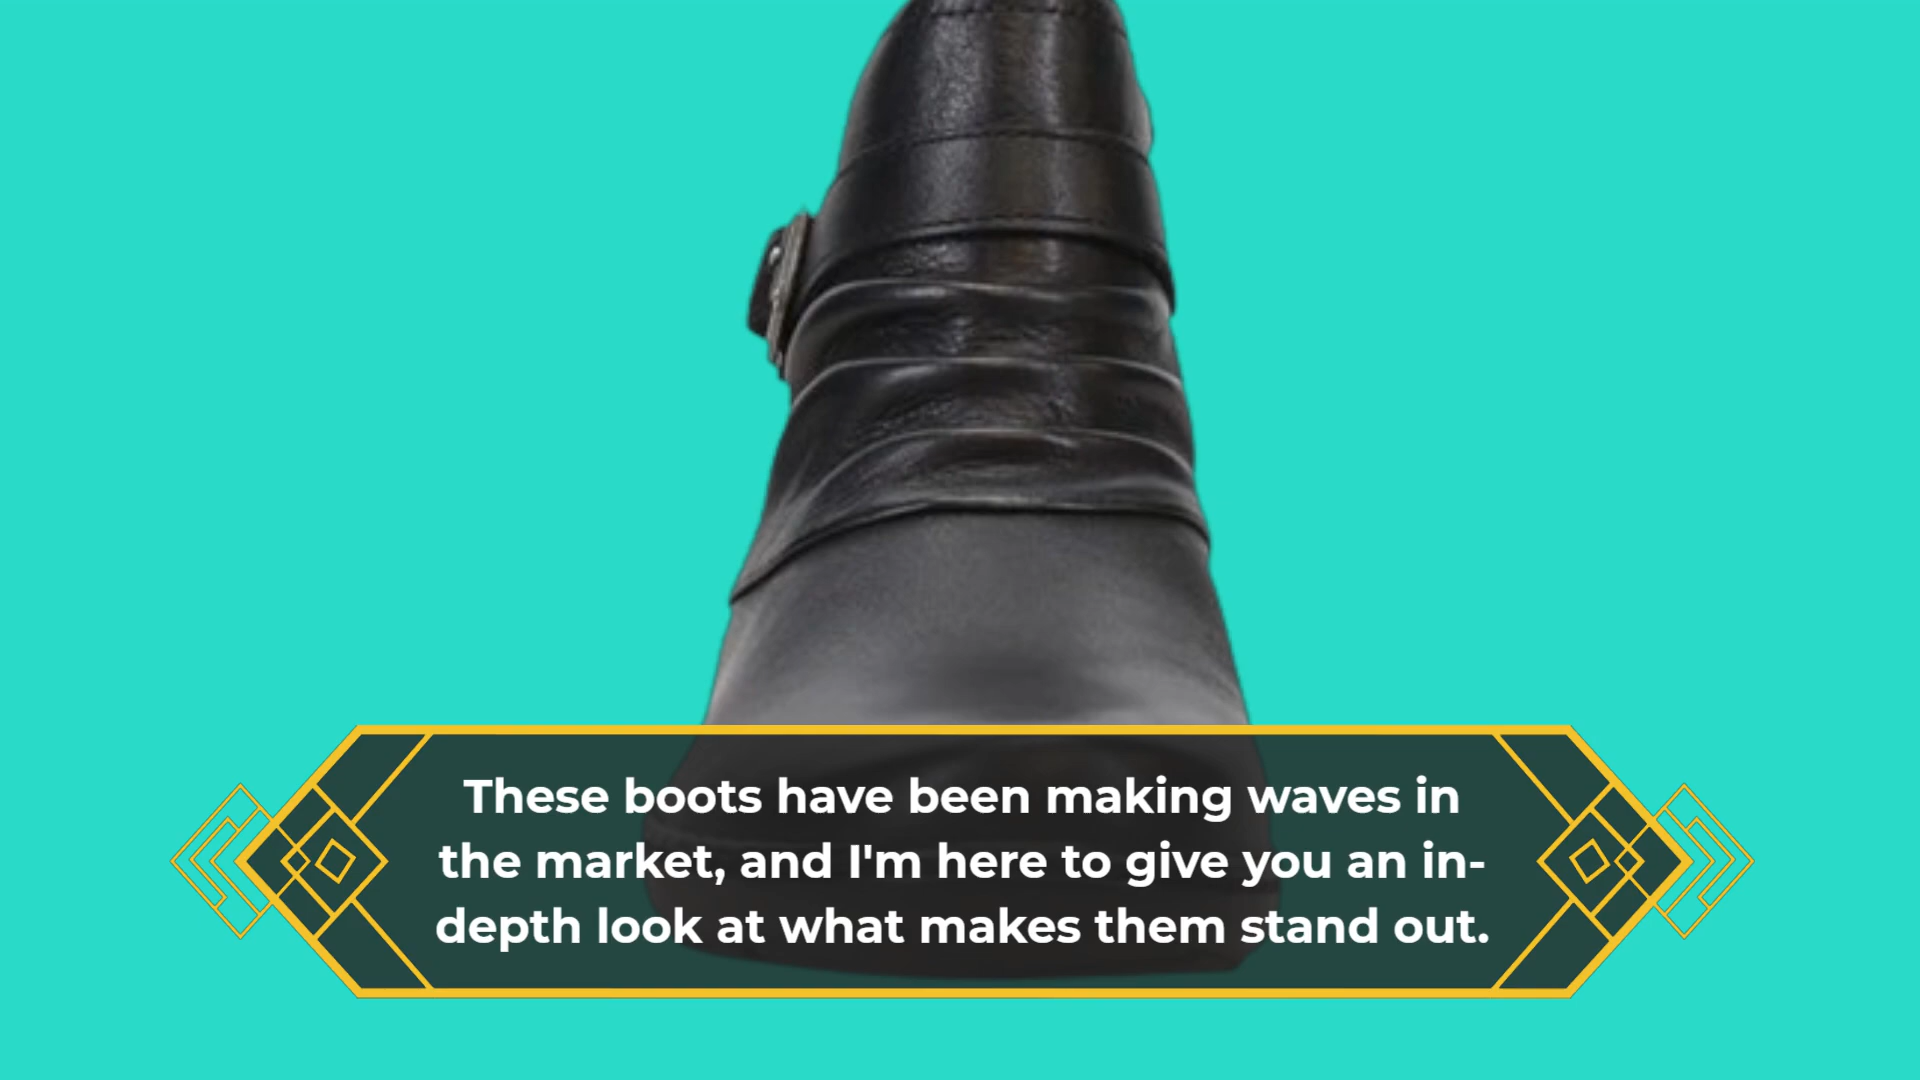 These boots have been making waves in
the market, and I'm here to give you an in-
depth look at what makes them stand out.